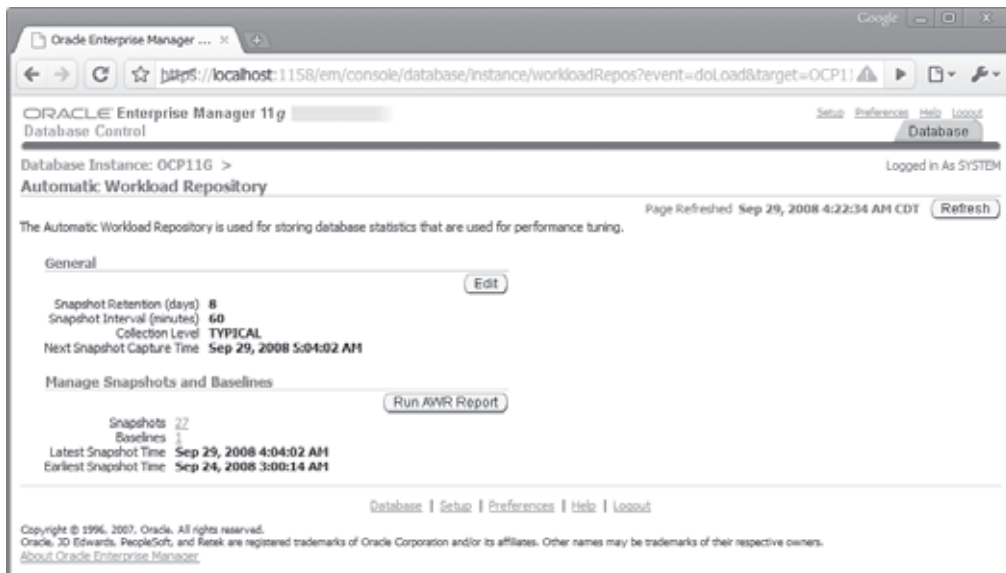 Google
Oracle Enterprise Manager ...
https://localhost:1158/em/console/database/instance/workloadRepos?event=doLoad&target=OCP11
ORACLE Enterprise Manager 11g
Setup Preferences Help Logout
Database Control
Database
Database Instance: OCP11G >
Logged in As SYSTEM
Automatic Workload Repository
Page Refreshed Sep 29, 2008 4:22:34 AM CDT Refresh
The Automatic Workload Repository is used for storing database statistics that are used for performance tuning.
General
Edit
Snapshot Retention (days) 8
Snapshot Interval (minutes) 60
Collection Level TYPICAL
Next Snapshot Capture Time Sep 29, 2008 5:04:02 AM
Manage Snapshots and Baselines
Run AWR Report
Snapshots 27
Baselines 1
Latest Snapshot Time Sep 29, 2008 4:04:02 AM
Earliest Snapshot Time Sep 24, 2008 3:00:14 AM
Database | Setup | Preferences | Help | Logout
Copyright © 1996, 2007, Oracle. All rights reserved.
Oracle, JD Edwards, PeopleSoft, and Retek are registered trademarks of Oracle Corporation and/or its affiliates. Other names may be trademarks of their respective owners.
About Oracle Enterprise Manager